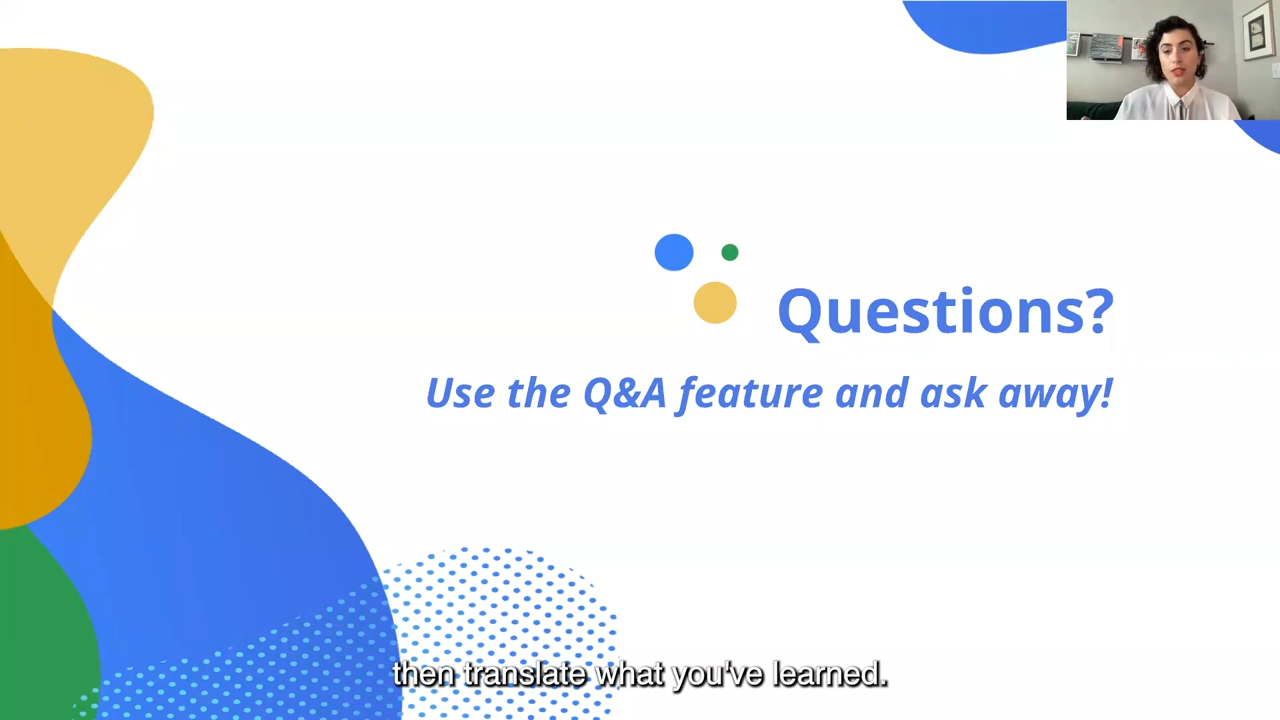 Questions?
Use the Q&A feature and ask away!
then translate what you've learned.